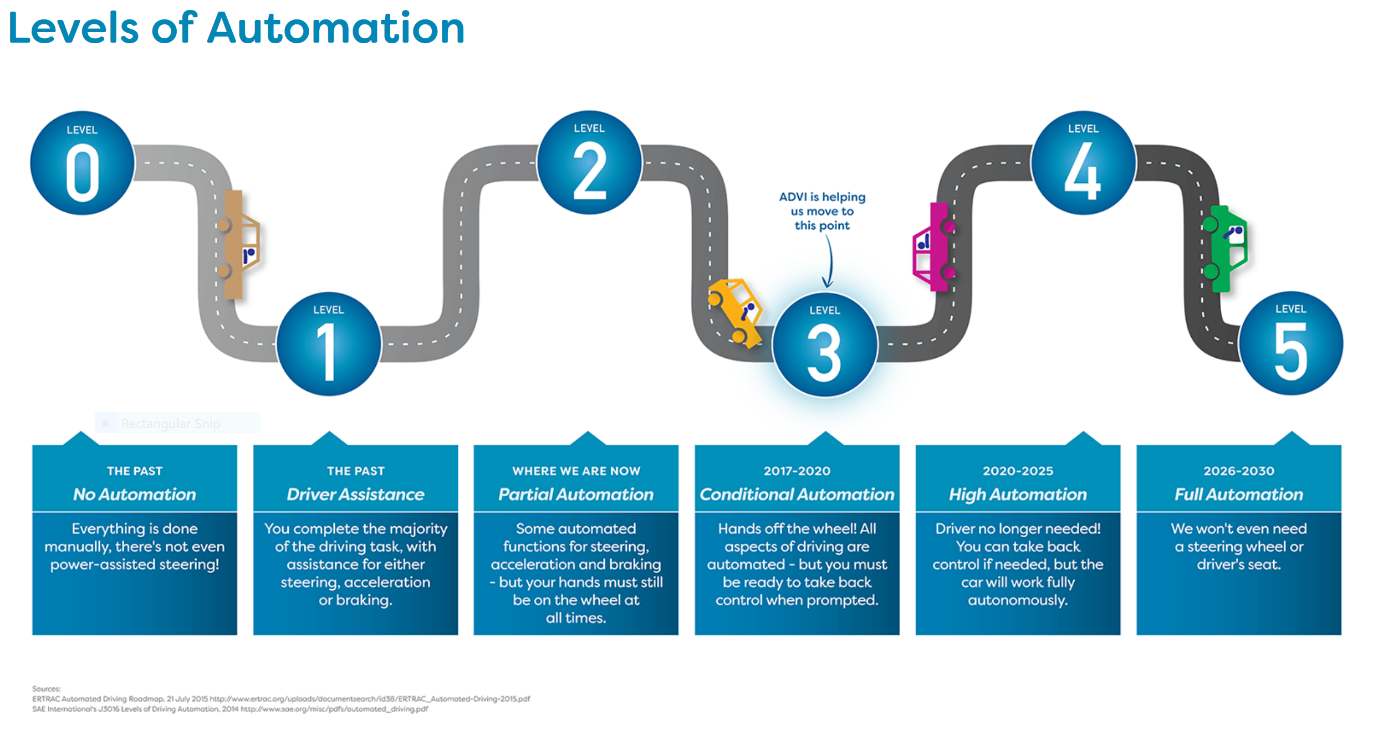 Levels of Automation
LEVEL
0
LEVEL
2
LEVEL
4
ADVI is helping
us move to
this point
LEVEL
1
LEVEL
3
LEVEL
5
Rectangular Snip
THE PAST
No Automation
Everything is done
manually, there's not even
power-assisted steering!
THE PAST
Driver Assistance
You complete the majority
of the driving task, with
assistance for either
steering, acceleration
or braking.
WHERE WE ARE NOW
Partial Automation
Some automated
functions for steering,
acceleration and braking
- but your hands must still
be on the wheel at
all times.
2017-2020
Conditional Automation
Hands off the wheel! All
aspects of driving are
automated - but you must
be ready to take back
control when prompted.
2020-2025
High Automation
Driver no longer needed!
You can take back
control if needed, but the
car will work fully
autonomously.
2026-2030
Full Automation
We won't even need
a steering wheel or
driver's seat.
Sources:
ERTRAC Automated Driving Roadmap, 21 July 2015 http://www.ertrac.org/uploads/documentsearch/id38/ERTRAC_Automated-Driving-2015.pdf
SAE International's J3016 Levels of Driving Automation, 2014 http://www.sae.org/misc/pdfs/automated_driving.pdf